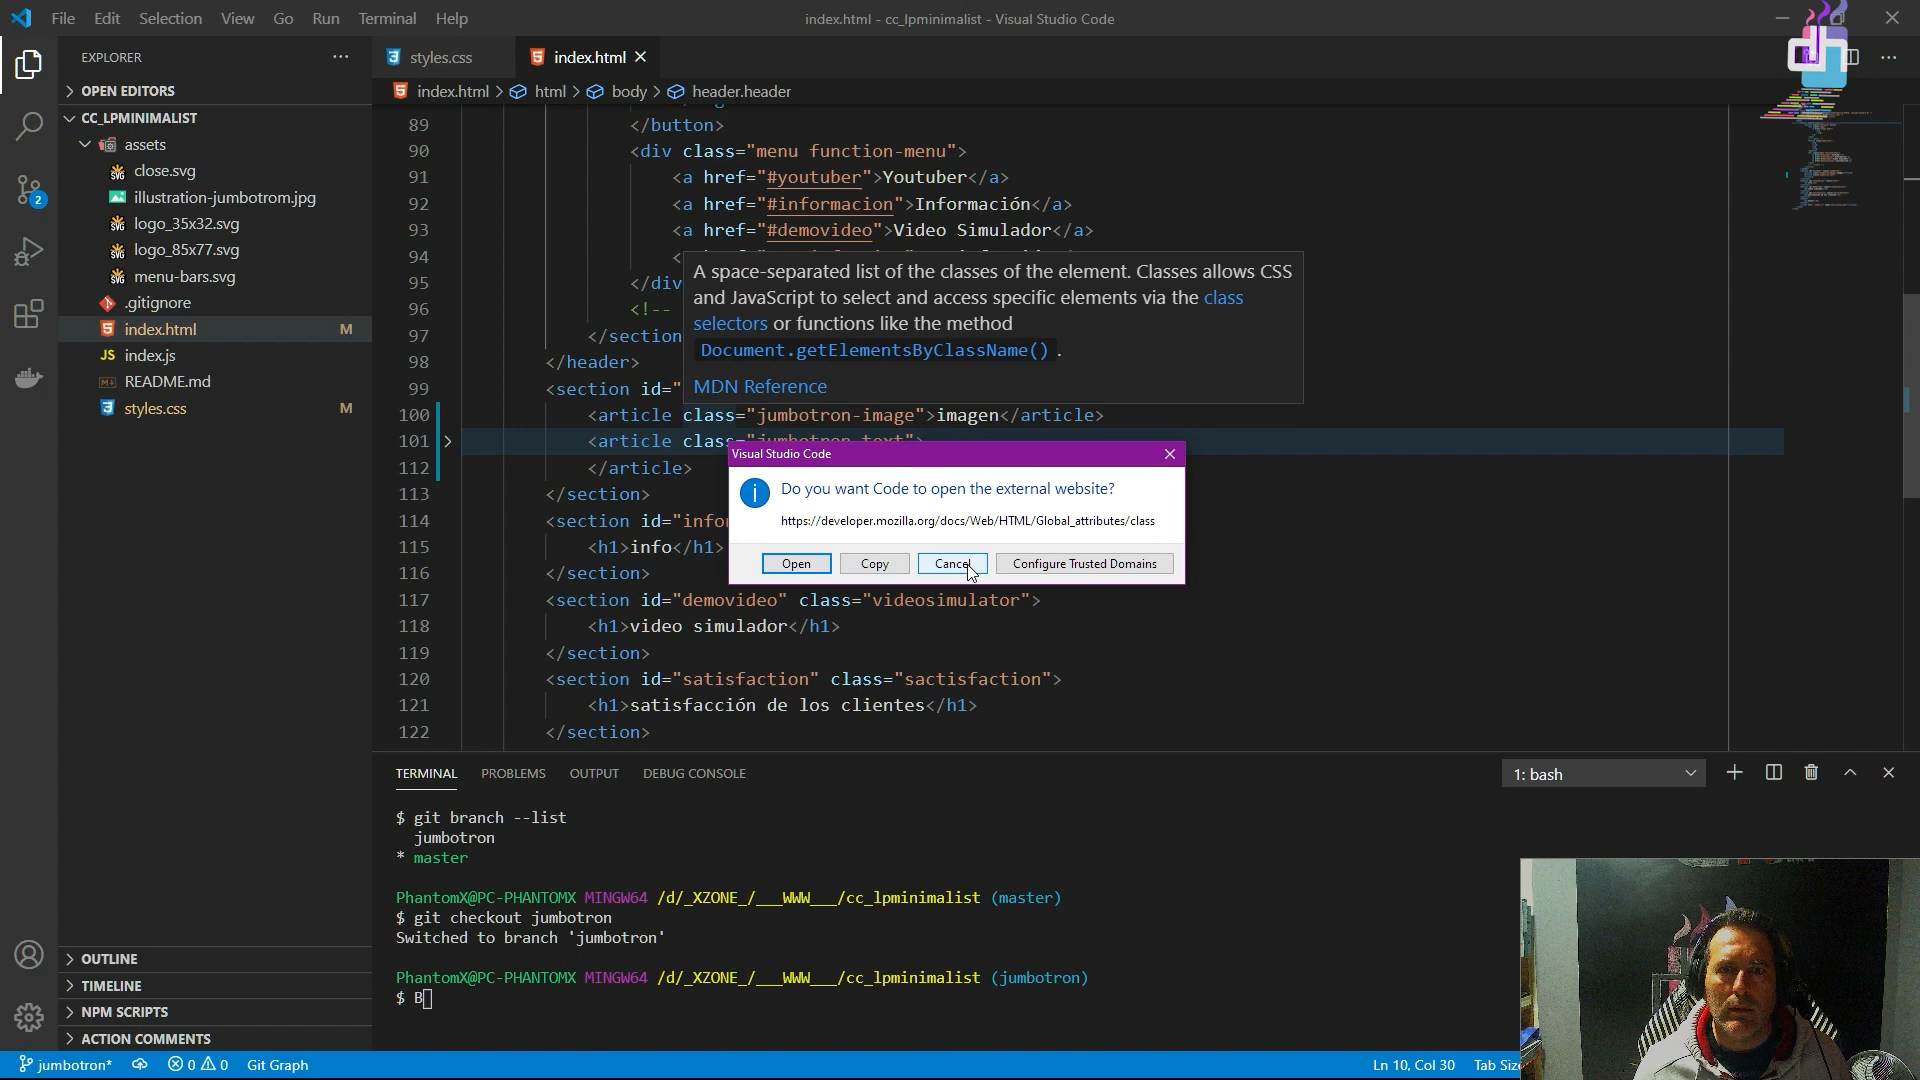 File Edit Selection View Go Run Terminal Help
index.html - cc_lpminimalist - Visual Studio Code
EXPLORER
OPEN EDITORS
CC_LPMINIMALIST
assets
close.svg
illustration-jumbotrom.jpg
logo_35x32.svg
logo_85x77.svg
menu-bars.svg
.gitignore
index.html M
JS index.js
README.md
styles.css M
OUTLINE
TIMELINE
NPM SCRIPTS
ACTION COMMENTS
styles.css index.html
index.html > html > body > header.header
89 </button>
90 <div class="menu function-menu">
91 <a href="#youtuber">Youtuber</a>
92 <a href="#informacion">Información</a>
93 <a href="#demovideo">Video Simulador</a>
94 <
95 </div
96 <!--
97 </section
98 </header>
99 <section id="
100 <article class="jumbotron-image">imagen</article>
101 <article class="jumbotron-text">
112 </article>
113 </section>
114 <section id="infor
115 <h1>info</h1>
116 </section>
117 <section id="demovideo" class="videosimulator">
118 <h1>video simulador</h1>
119 </section>
120 <section id="satisfaction" class="sactisfaction">
121 <h1>satisfacción de los clientes</h1>
122 </section>
A space-separated list of the classes of the element. Classes allows CSS
and JavaScript to select and access specific elements via the class
selectors or functions like the method
Document.getElementsByClassName() .
MDN Reference
Visual Studio Code
Do you want Code to open the external website?
https://developer.mozilla.org/docs/Web/HTML/Global_attributes/class
Open Copy Cancel Configure Trusted Domains
TERMINAL PROBLEMS OUTPUT DEBUG CONSOLE
1: bash
$ git branch --list
jumbotron
* master
PhantomX@PC-PHANTOMX MINGW64 /d/_XZONE_/___WWW___/cc_lpminimalist (master)
$ git checkout jumbotron
Switched to branch 'jumbotron'
PhantomX@PC-PHANTOMX MINGW64 /d/_XZONE_/___WWW___/cc_lpminimalist (jumbotron)
$ B
2
jumbotron* 0 0 Git Graph
Ln 10, Col 30 Tab Siz